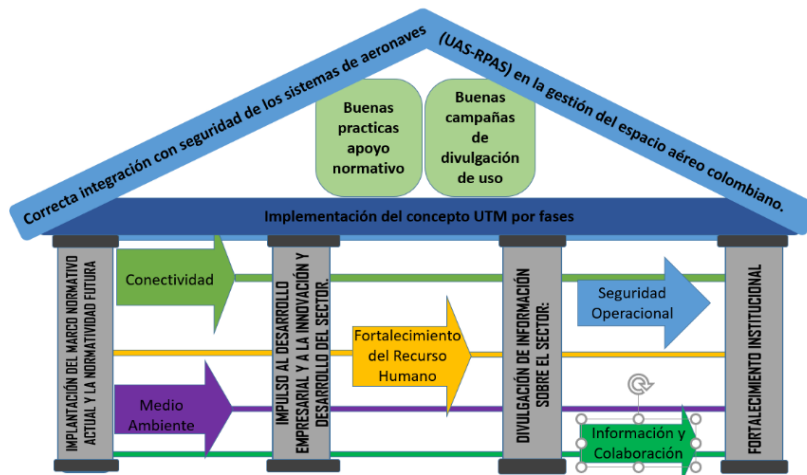 Correcta integración con seguridad de los sistemas de aeronaves
(UAS-RPAS) en la gestión del espacio aéreo colombiano.
Buenas
practicas
apoyo
normativo
Buenas
campañas
de
divulgación
de uso
Implementación del concepto UTM por fases
IMPLANTACIÓN DEL MARCO NORMATIVO
ACTUAL Y LA NORMATIVIDAD FUTURA
Conectividad
Medio
Ambiente
IMPULSO AL DESARROLLO
EMPRESARIAL Y A LA INNOVACIÓN Y
DESARROLLO DEL SECTOR.
Fortalecimiento
del Recurso
Humano
DIVULGACIÓN DE INFORMACIÓN
SOBRE EL SECTOR:
Seguridad
Operacional
Información y
Colaboración
FORTALECIMIENTO INSTITUCIONAL